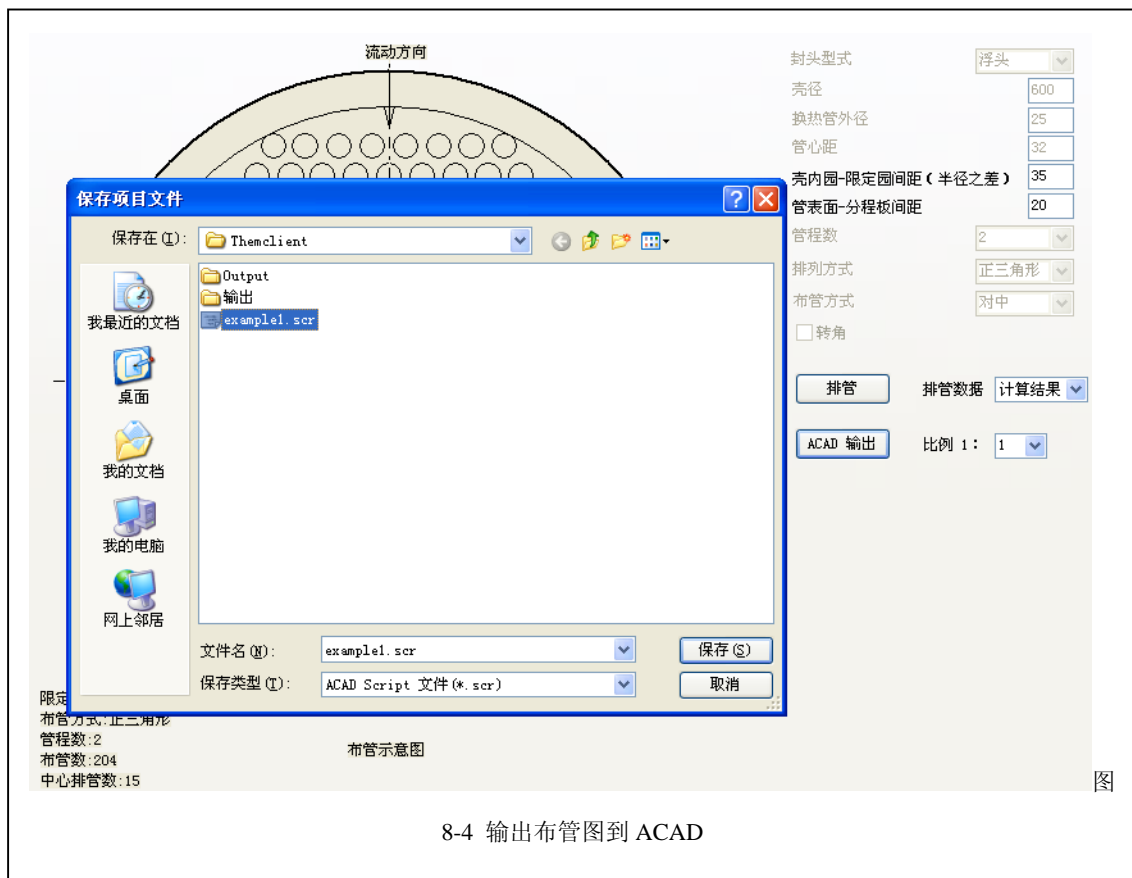 流动方向
封头型式 浮头
壳径 600
换热管外径 25
管心距 32
壳内园-限定园间距(半径之差) 35
管表面-分程板间距 20
管程数 2
排列方式 正三角形
布管方式 对中
转角
排管 排管数据 计算结果
ACAD 输出 比例 1: 1
保存项目文件
保存在(I): Themclient
Output
输出
example1.scr
我最近的文档
桌面
我的文档
我的电脑
网上邻居
文件名(N): example1.scr 保存(S)
保存类型(T): ACAD Script 文件(*.scr) 取消
限定
布管方式:正三角形
管程数:2
布管数:204
中心排管数:15
布管示意图
图
8-4 输出布管图到 ACAD